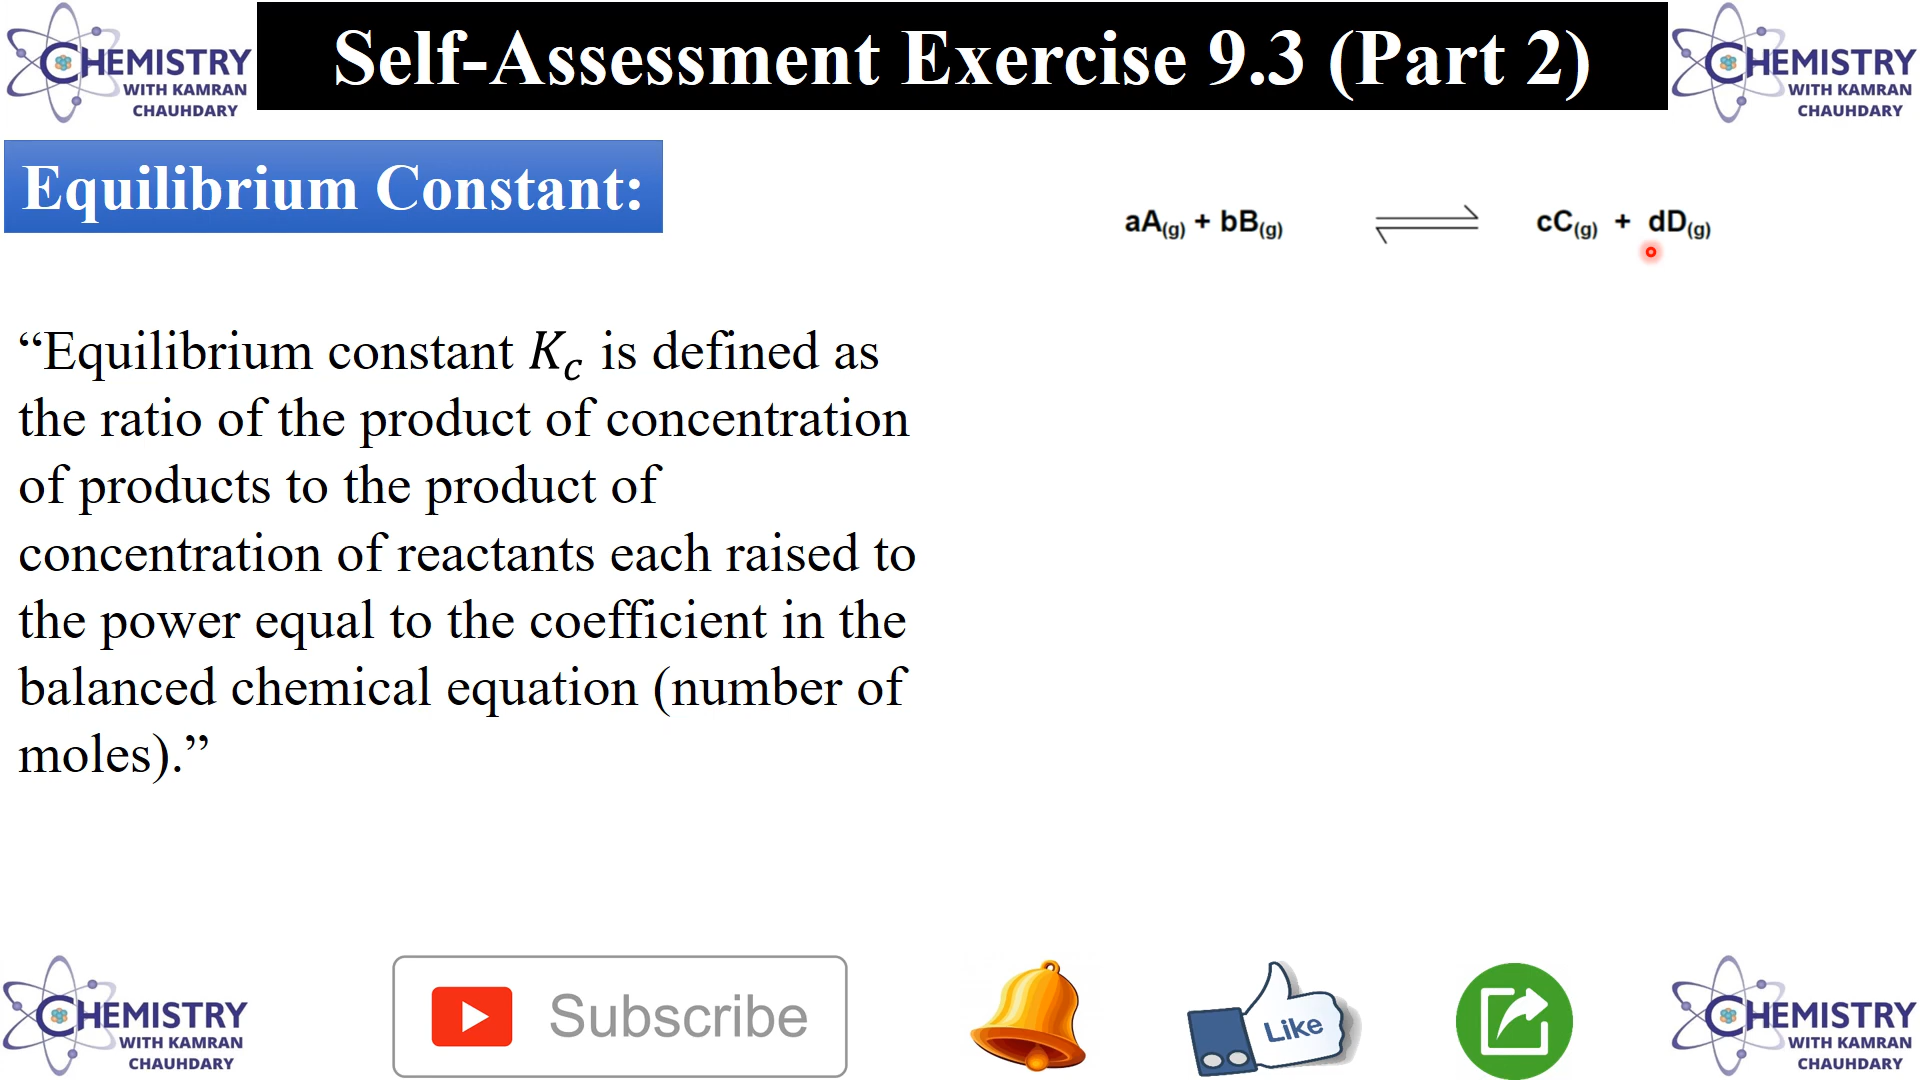 CHEMISTRY
WITH KAMRAN
CHAUHDARY
Self-Assessment Exercise 9.3 (Part 2)
CHEMISTRY
WITH KAMRAN
CHAUHDARY
Equilibrium Constant:
aA(g) + bB(g) ⇌ cC(g) + dD(g)
“Equilibrium constant K_c is defined as
the ratio of the product of concentration
of products to the product of
concentration of reactants each raised to
the power equal to the coefficient in the
balanced chemical equation (number of
moles).”
CHEMISTRY
WITH KAMRAN
CHAUHDARY
Subscribe
Like
CHEMISTRY
WITH KAMRAN
CHAUHDARY